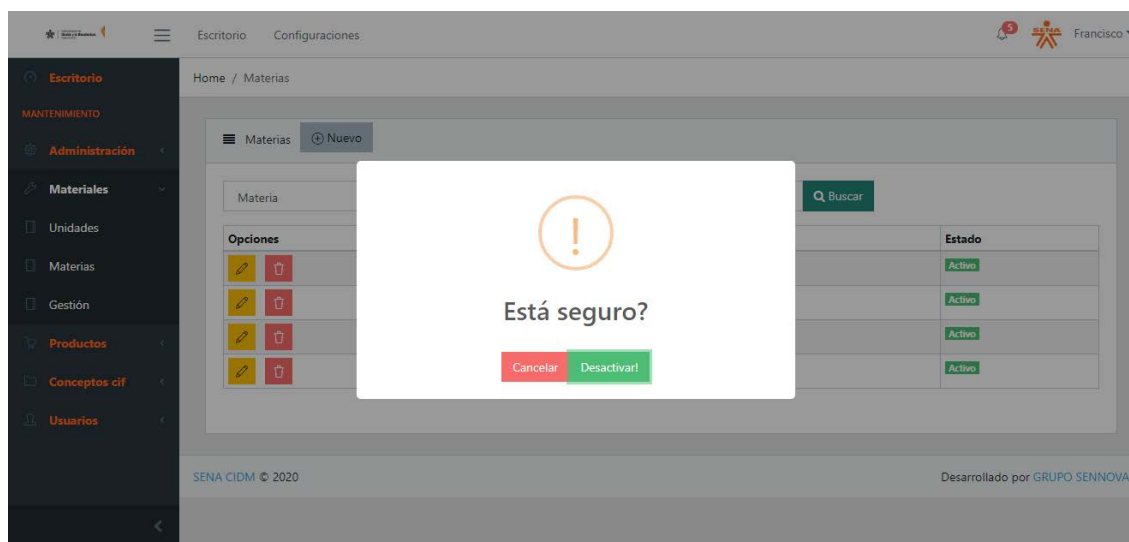 Escritorio Configuraciones 5 SENA Francisco
Escritorio
Home / Materias
MANTENIMIENTO
Materias Nuevo
Administración
Materiales
Materia Buscar
Unidades
Opciones Estado
Materias
Activo
Gestión
Activo
Está seguro?
Productos
Activo
Cancelar Desactivar!
Conceptos cif
Activo
Usuarios
SENA CIDM © 2020 Desarrollado por GRUPO SENNOVA